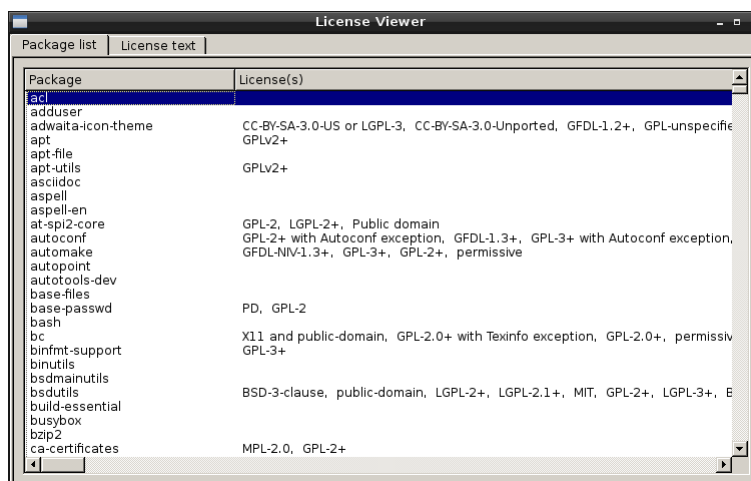 License Viewer
Package list License text
Package License(s)
acl
adduser
adwaita-icon-theme CC-BY-SA-3.0-US or LGPL-3, CC-BY-SA-3.0-Unported, GFDL-1.2+, GPL-unspecifie
apt GPLv2+
apt-file
apt-utils GPLv2+
asciidoc
aspell
aspell-en
at-spi2-core GPL-2, LGPL-2+, Public domain
autoconf GPL-2+ with Autoconf exception, GFDL-1.3+, GPL-3+ with Autoconf exception,
automake GFDL-NIV-1.3+, GPL-3+, GPL-2+, permissive
autopoint
autotools-dev
base-files
base-passwd PD, GPL-2
bash
bc X11 and public-domain, GPL-2.0+ with Texinfo exception, GPL-2.0+, permissiv
binfmt-support GPL-3+
binutils
bsdmainutils
bsdutils BSD-3-clause, public-domain, LGPL-2+, LGPL-2.1+, MIT, GPL-2+, LGPL-3+, B
build-essential
busybox
bzip2
ca-certificates MPL-2.0, GPL-2+